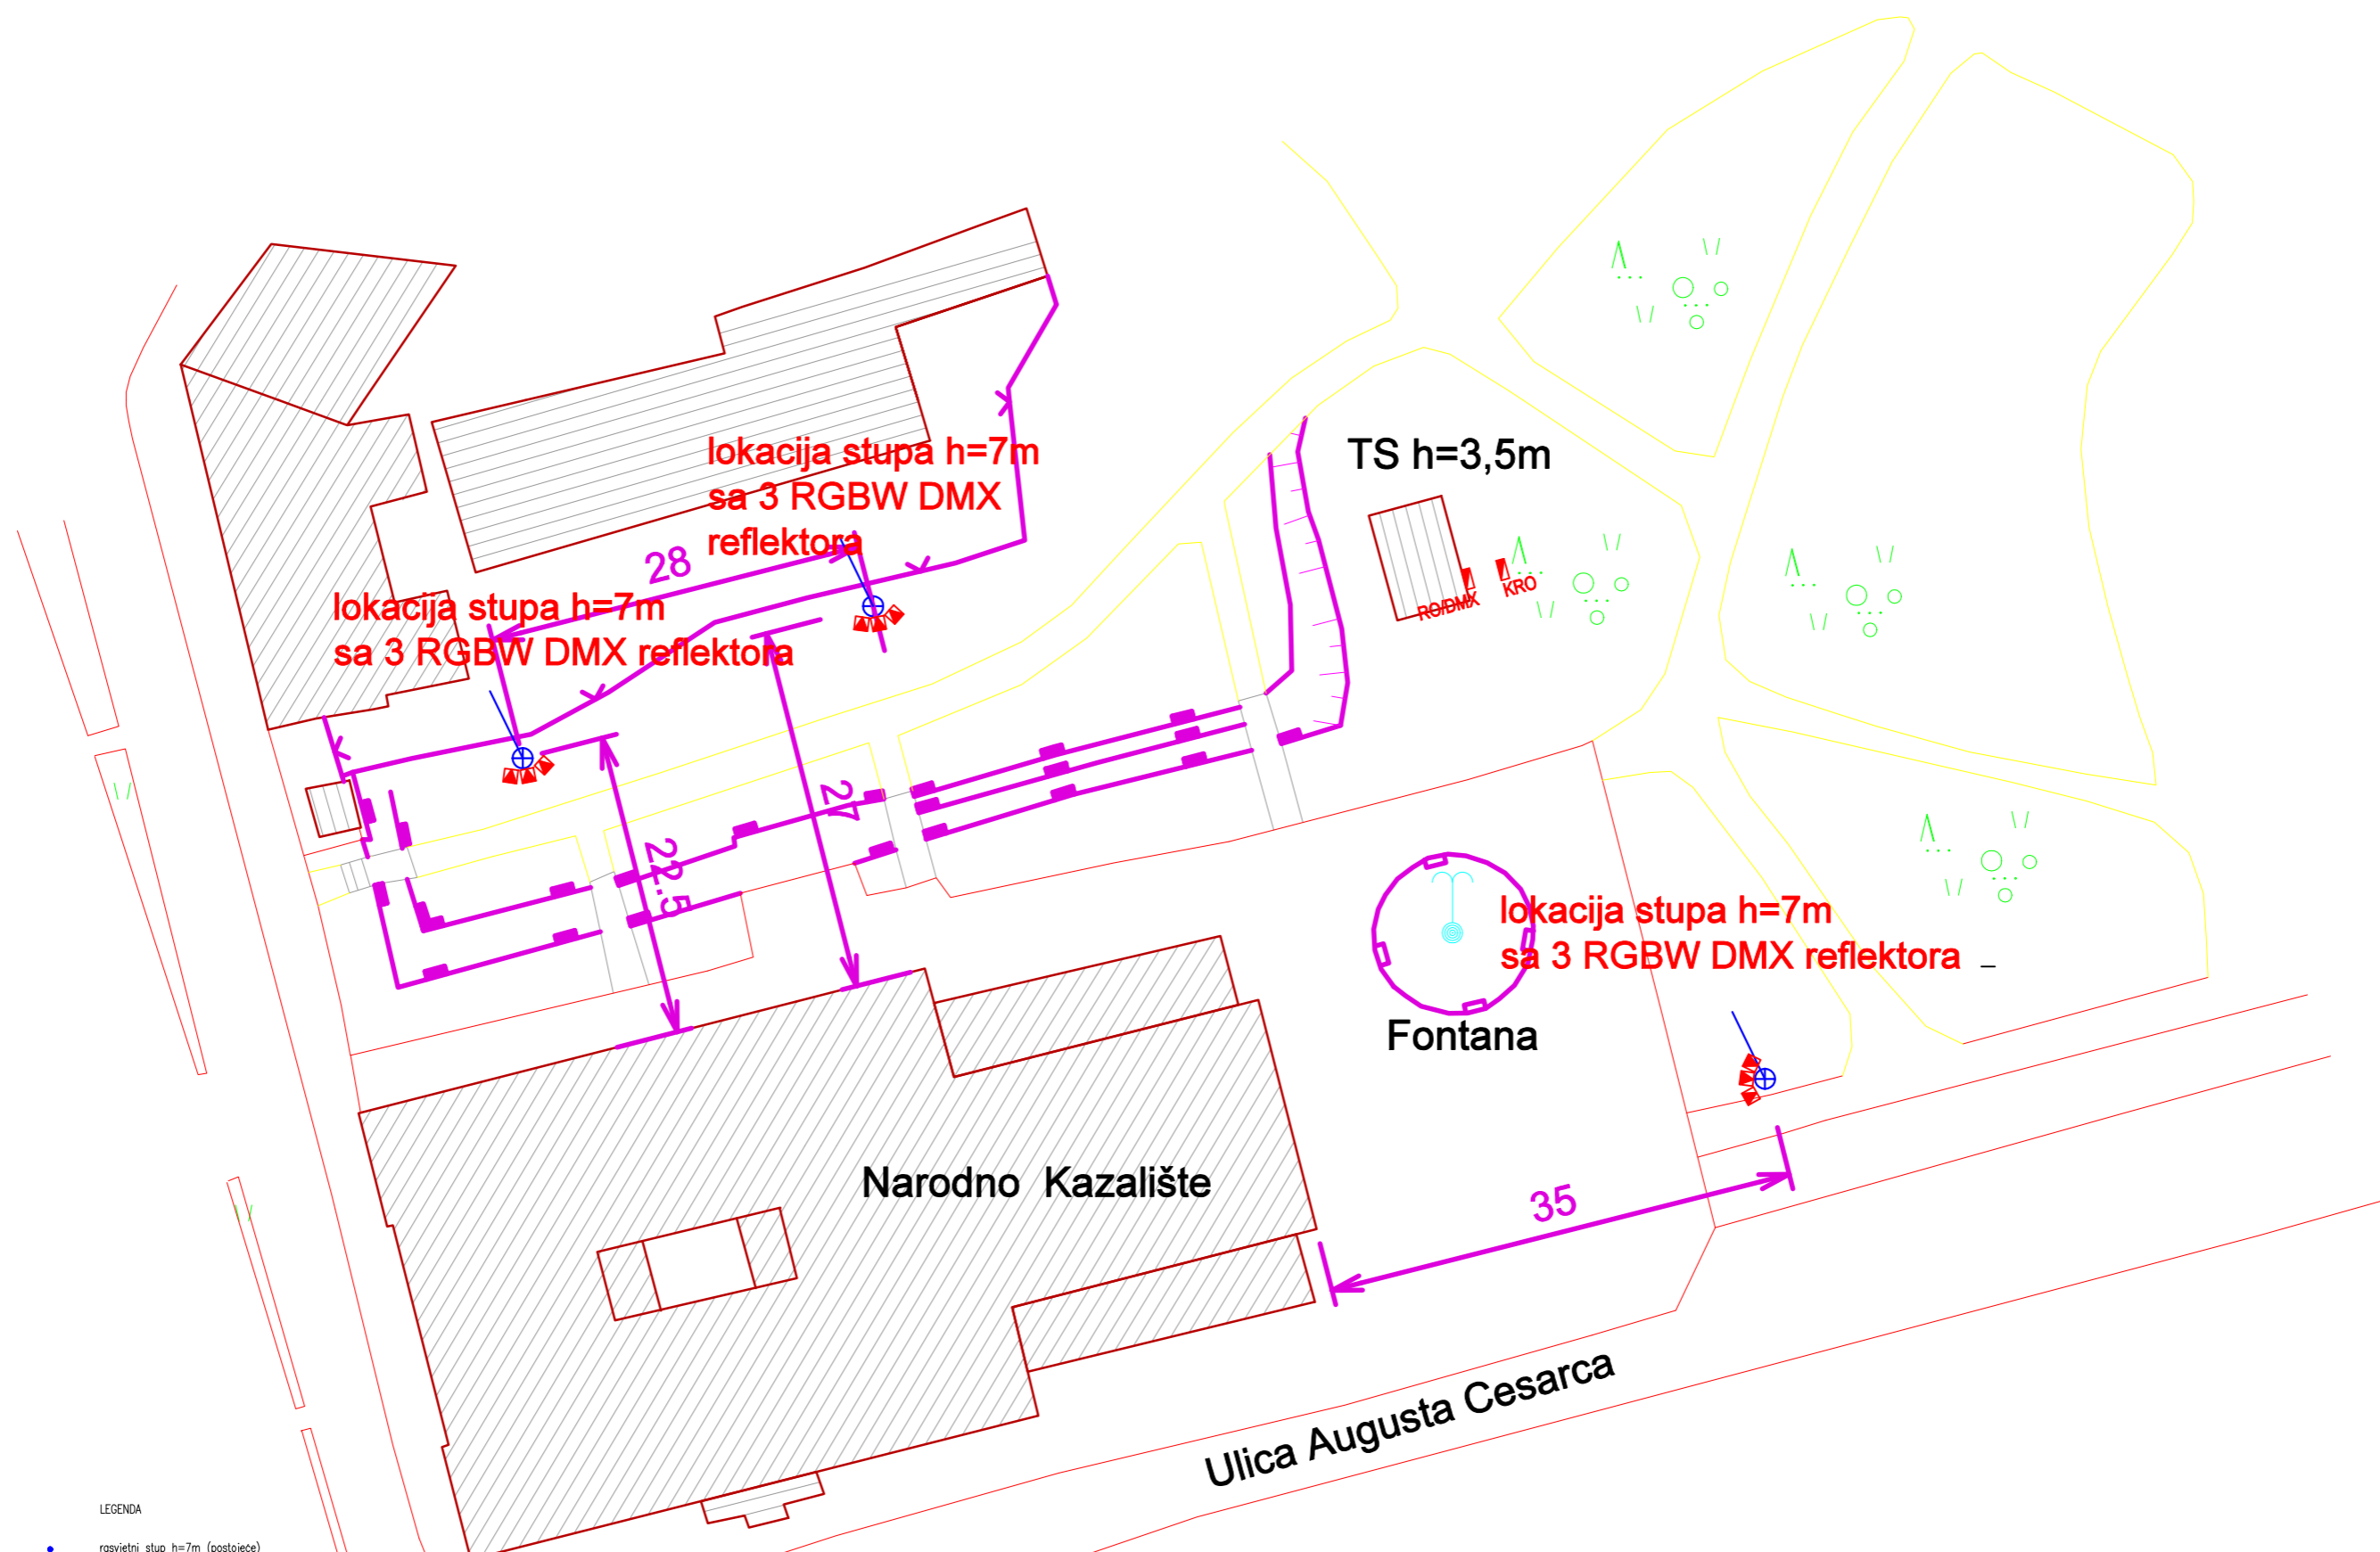 TS h=3,5m
lokacija stupa h=7m
sa 3 RGBW DMX
reflektora
28
RO/DMX
KRO
lokacija stupa h=7m
sa 3 RGBW DMX reflektora
27
22.5
lokacija stupa h=7m
sa 3 RGBW DMX reflektora _
Fontana
Narodno Kazalište
35
Ulica Augusta Cesarca
LEGENDA
rasvjetni stup h=7m (postojeće)